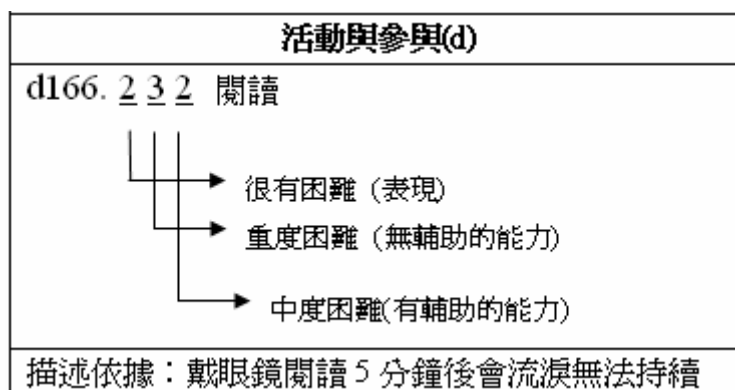 活動與參與(d)
d166. 2 3 2 閱讀
很有困難 (表現)
重度困難 (無輔助的能力)
中度困難(有輔助的能力)
描述依據：戴眼鏡閱讀 5 分鐘後會流淚無法持續